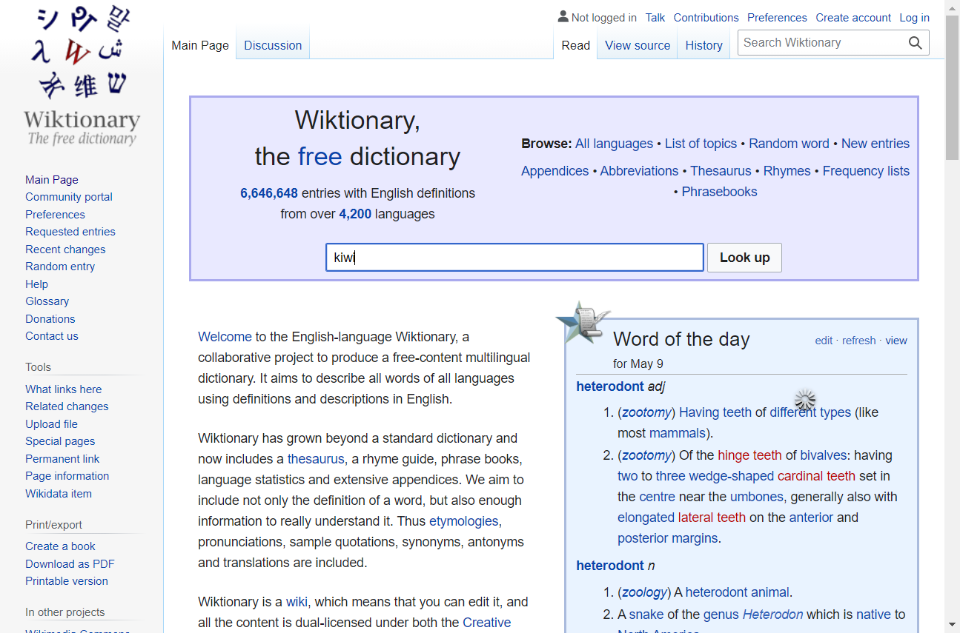 Not logged in Talk Contributions Preferences Create account Log in
Main Page Discussion Read View source History Search Wiktionary
Wiktionary
The free dictionary
Main Page
Community portal
Preferences
Requested entries
Recent changes
Random entry
Help
Glossary
Donations
Contact us
Tools
What links here
Related changes
Upload file
Special pages
Permanent link
Page information
Wikidata item
Print/export
Create a book
Download as PDF
Printable version
In other projects
Wiktionary,
the free dictionary
6,646,648 entries with English definitions
from over 4,200 languages
Browse: All languages • List of topics • Random word • New entries
Appendices • Abbreviations • Thesaurus • Rhymes • Frequency lists
• Phrasebooks
kiwi Look up
Welcome to the English-language Wiktionary, a
collaborative project to produce a free-content multilingual
dictionary. It aims to describe all words of all languages
using definitions and descriptions in English.
Wiktionary has grown beyond a standard dictionary and
now includes a thesaurus, a rhyme guide, phrase books,
language statistics and extensive appendices. We aim to
include not only the definition of a word, but also enough
information to really understand it. Thus etymologies,
pronunciations, sample quotations, synonyms, antonyms
and translations are included.
Wiktionary is a wiki, which means that you can edit it, and
all the content is dual-licensed under both the Creative
Word of the day edit · refresh · view
for May 9
heterodont adj
1. (zootomy) Having teeth of different types (like
most mammals).
2. (zootomy) Of the hinge teeth of bivalves: having
two to three wedge-shaped cardinal teeth set in
the centre near the umbones, generally also with
elongated lateral teeth on the anterior and
posterior margins.
heterodont n
1. (zoology) A heterodont animal.
2. A snake of the genus Heterodon which is native to